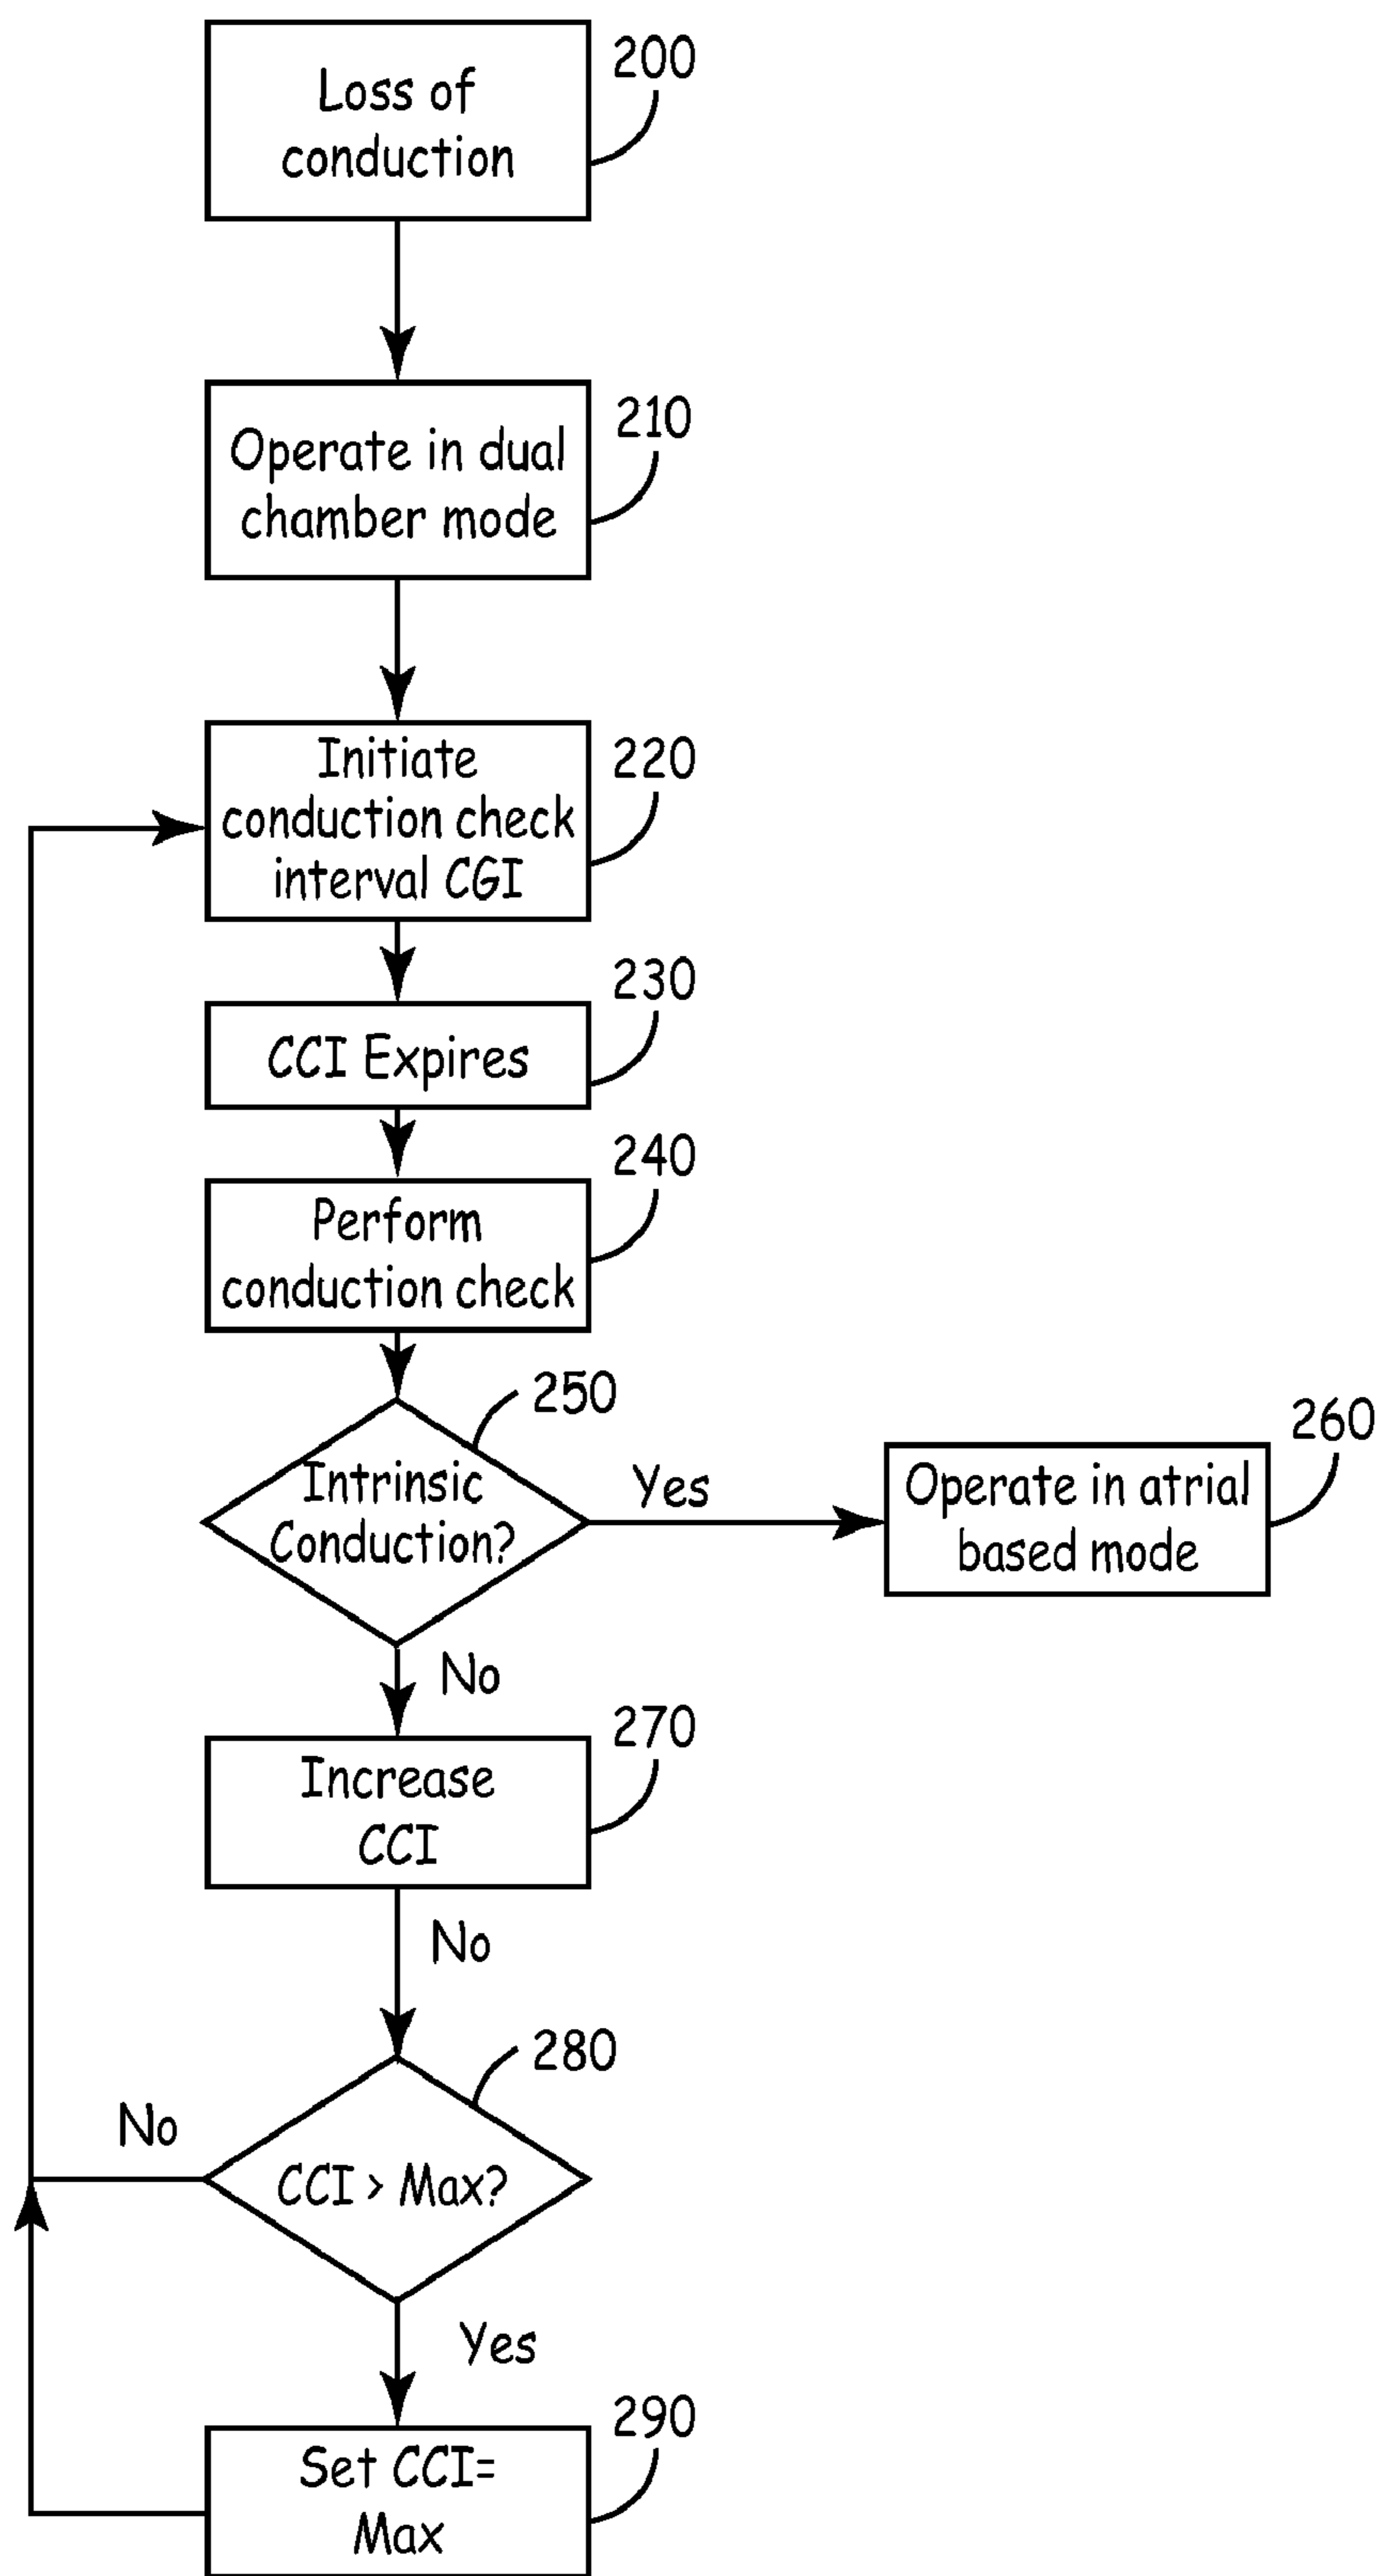 Loss of
conduction
200
Operate in dual
chamber mode
210
Initiate
conduction check
interval CGI
220
CCI Expires
230
Perform
conduction check
240
Intrinsic
Conduction?
250
Yes
Operate in atrial
based mode
260
No
Increase
CCI
270
No
CCI > Max?
280
No
Yes
Set CCI=
Max
290